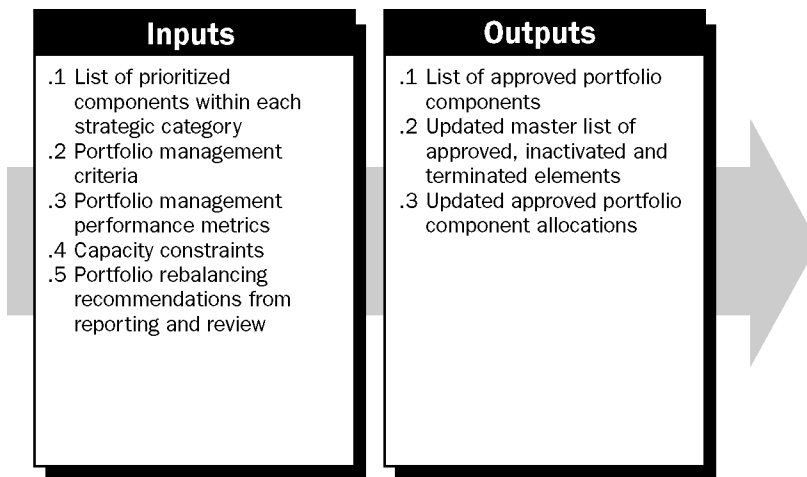 Inputs
.1 List of prioritized
components within each
strategic category
.2 Portfolio management
criteria
.3 Portfolio management
performance metrics
.4 Capacity constraints
.5 Portfolio rebalancing
recommendations from
reporting and review
Outputs
.1 List of approved portfolio
components
.2 Updated master list of
approved, inactivated and
terminated elements
.3 Updated approved portfolio
component allocations